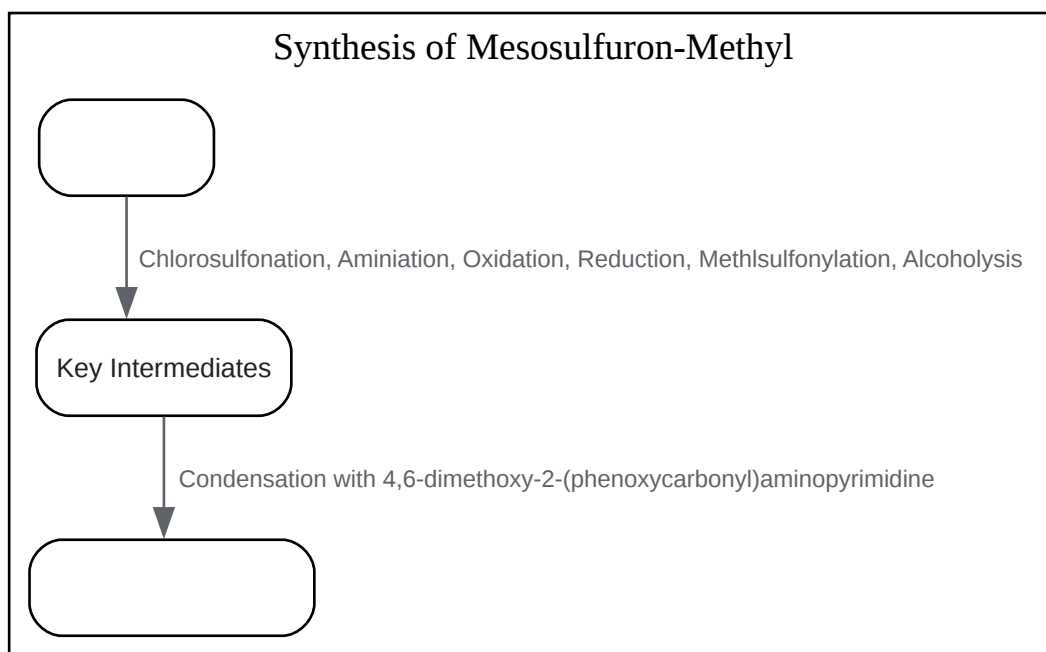 Synthesis of Mesosulfuron-Methyl
Chlorosulfonation, Aminiation, Oxidation, Reduction, Methlsulfonylation, Alcoholysis
Key Intermediates
Condensation with 4,6-dimethoxy-2-(phenoxycarbonyl)aminopyrimidine